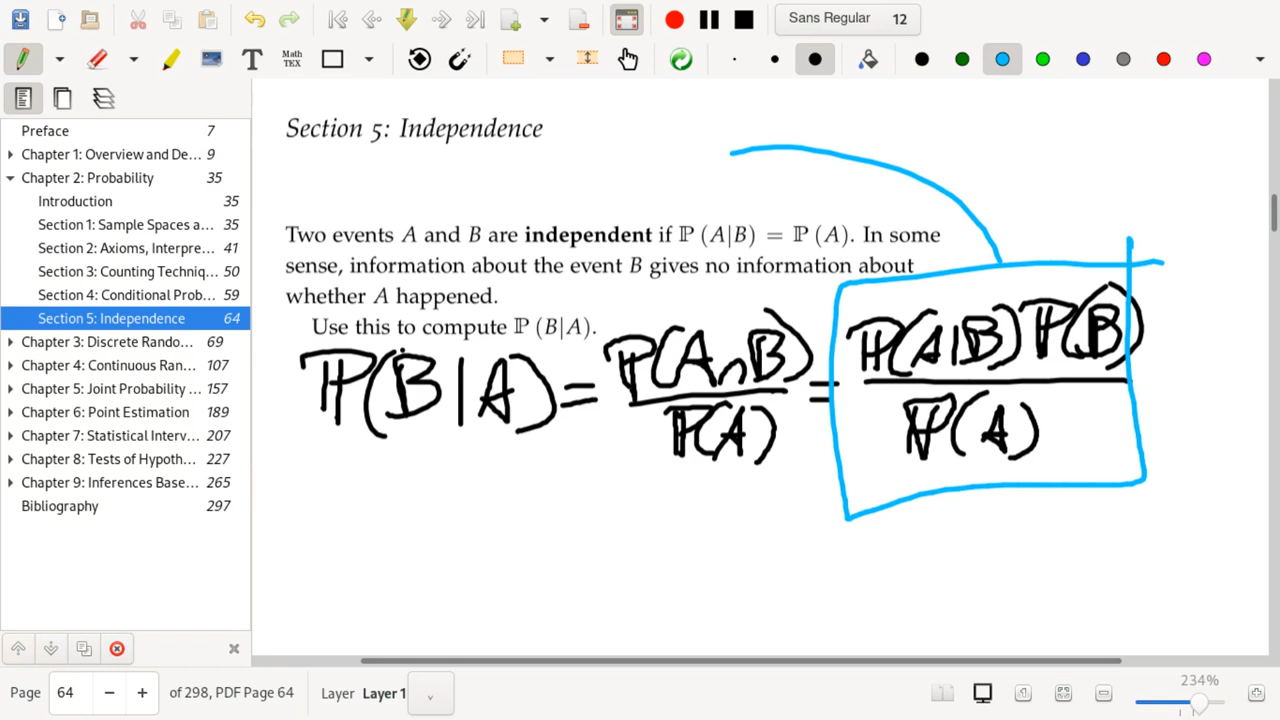 Sans Regular 12
T Math TEX
Preface 7
Chapter 1: Overview and De... 9
Chapter 2: Probability 35
Introduction 35
Section 1: Sample Spaces a... 35
Section 2: Axioms, Interpre... 41
Section 3: Counting Techniq... 50
Section 4: Conditional Prob... 59
Section 5: Independence 64
Chapter 3: Discrete Rando... 69
Chapter 4: Continuous Ran... 107
Chapter 5: Joint Probability ... 157
Chapter 6: Point Estimation 189
Chapter 7: Statistical Interv... 207
Chapter 8: Tests of Hypoth... 227
Chapter 9: Inferences Base... 265
Bibliography 297
Section 5: Independence
Two events A and B are independent if ℙ (A|B) = ℙ (A). In some
sense, information about the event B gives no information about
whether A happened.
Use this to compute ℙ (B|A).
ℙ(B|A) = ℙ(A∩B) / ℙ(A) = ℙ(A|B) ℙ(B) / ℙ(A)
Page 64 of 298, PDF Page 64 Layer Layer 1 234%